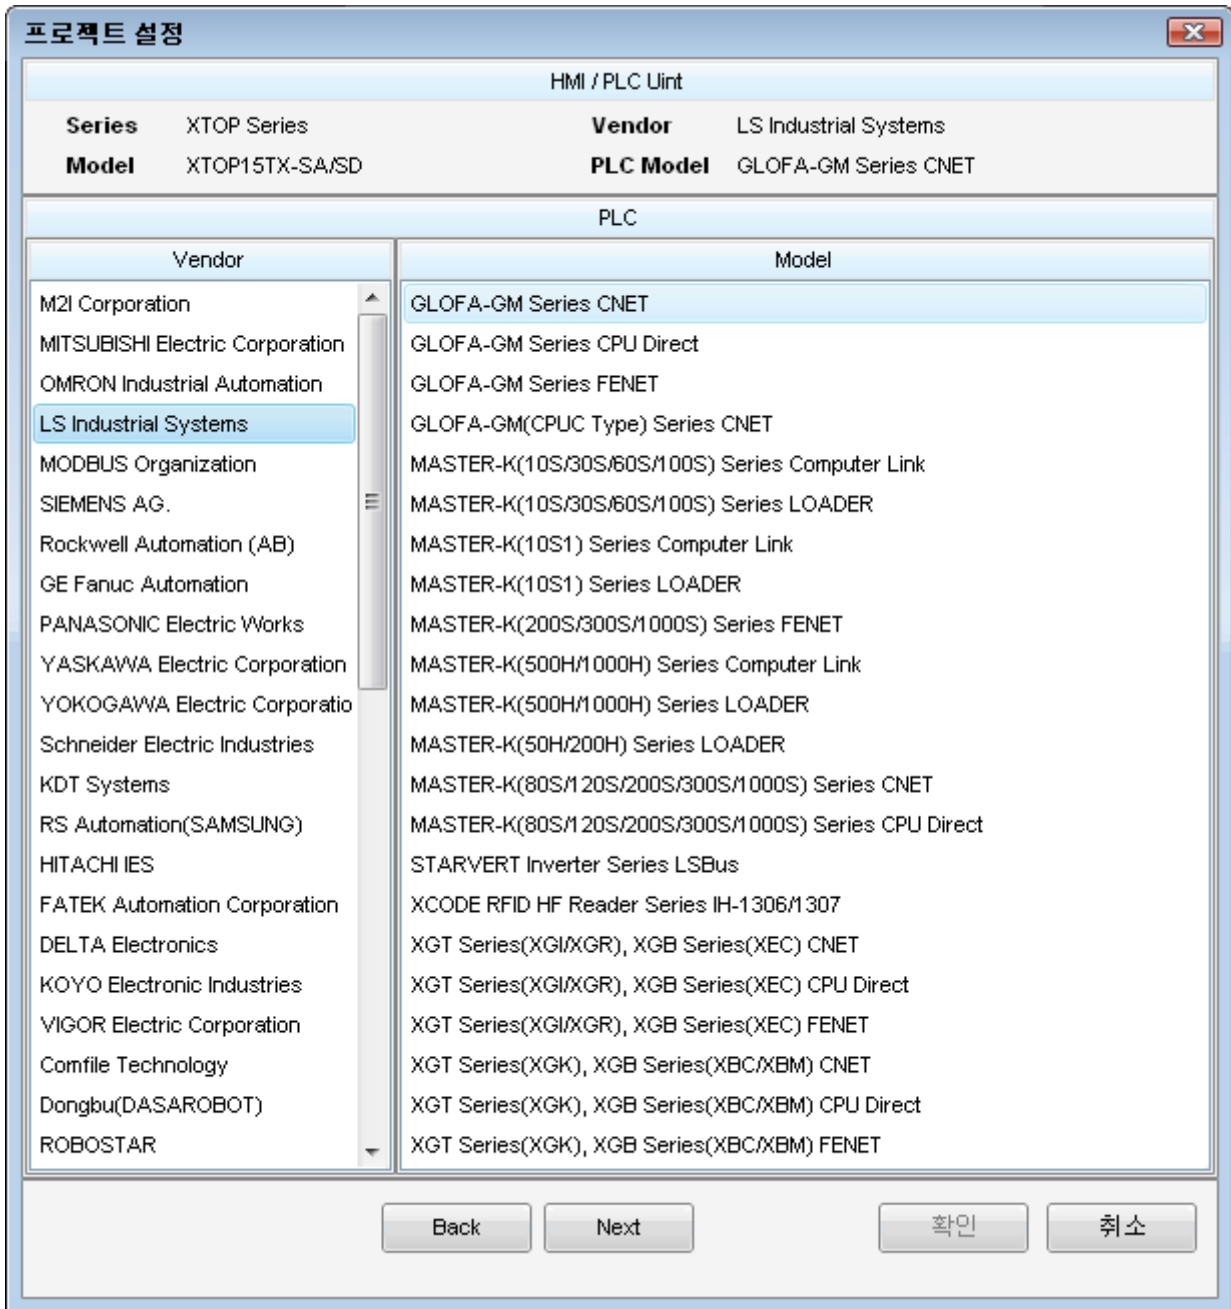 프로젝트 설정
HMI / PLC Uint
Series XTOP Series Vendor LS Industrial Systems
Model XTOP15TX-SA/SD PLC Model GLOFA-GM Series CNET
PLC
Vendor Model
M2I Corporation GLOFA-GM Series CNET
MITSUBISHI Electric Corporation GLOFA-GM Series CPU Direct
OMRON Industrial Automation GLOFA-GM Series FENET
LS Industrial Systems GLOFA-GM(CPUC Type) Series CNET
MODBUS Organization MASTER-K(10S/30S/60S/100S) Series Computer Link
SIEMENS AG. MASTER-K(10S/30S/60S/100S) Series LOADER
Rockwell Automation (AB) MASTER-K(10S1) Series Computer Link
GE Fanuc Automation MASTER-K(10S1) Series LOADER
PANASONIC Electric Works MASTER-K(200S/300S/1000S) Series FENET
YASKAWA Electric Corporation MASTER-K(500H/1000H) Series Computer Link
YOKOGAWA Electric Corporatio MASTER-K(500H/1000H) Series LOADER
Schneider Electric Industries MASTER-K(50H/200H) Series LOADER
KDT Systems MASTER-K(80S/120S/200S/300S/1000S) Series CNET
RS Automation(SAMSUNG) MASTER-K(80S/120S/200S/300S/1000S) Series CPU Direct
HITACHI IES STARVERT Inverter Series LSBus
FATEK Automation Corporation XCODE RFID HF Reader Series IH-1306/1307
DELTA Electronics XGT Series(XGI/XGR), XGB Series(XEC) CNET
KOYO Electronic Industries XGT Series(XGI/XGR), XGB Series(XEC) CPU Direct
VIGOR Electric Corporation XGT Series(XGI/XGR), XGB Series(XEC) FENET
Comfile Technology XGT Series(XGK), XGB Series(XBC/XBM) CNET
Dongbu(DASAROBOT) XGT Series(XGK), XGB Series(XBC/XBM) CPU Direct
ROBOSTAR XGT Series(XGK), XGB Series(XBC/XBM) FENET
Back Next 확인 취소